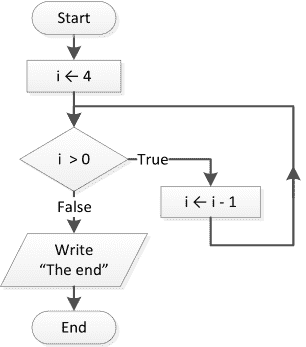 Start
i ← 4
i > 0
True
False
i ← i - 1
Write
“The end”
End